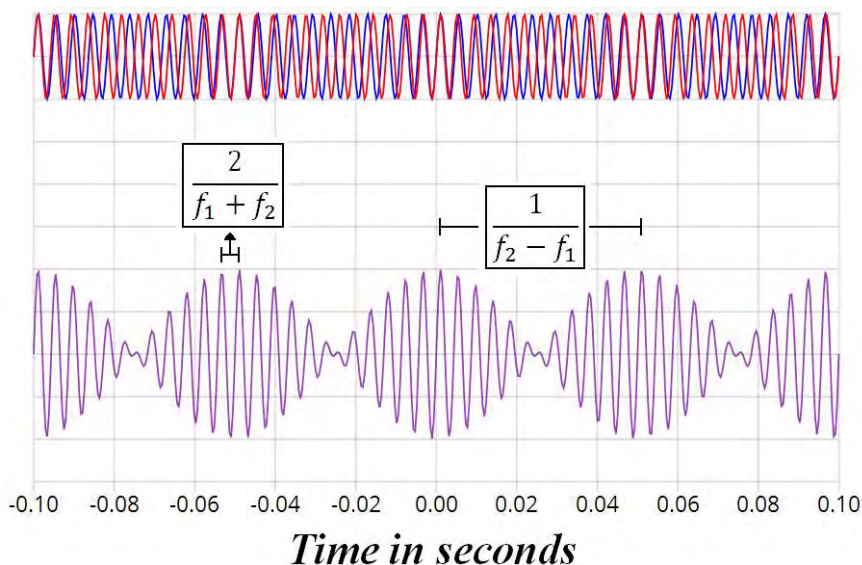 2
f₁ + f₂
1
f₂ − f₁
-0.10 -0.08 -0.06 -0.04 -0.02 0.00 0.02 0.04 0.06 0.08 0.10
Time in seconds